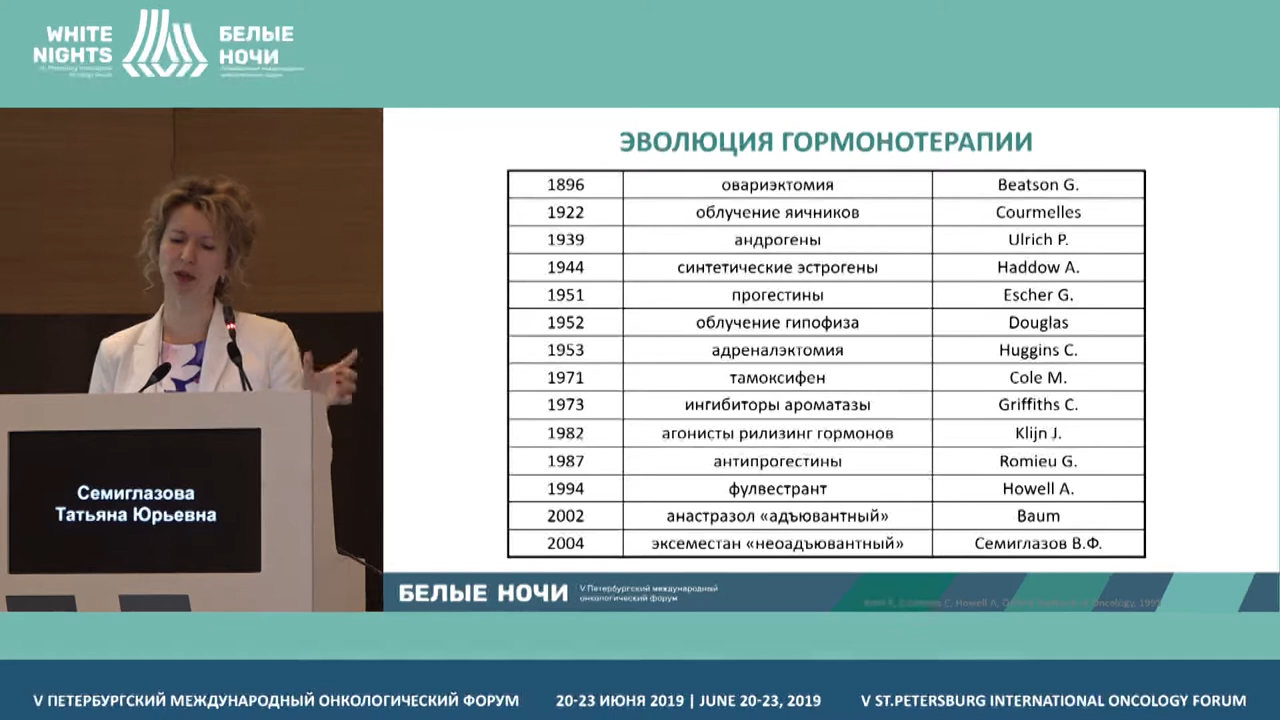 WHITE NIGHTS
БЕЛЫЕ НОЧИ
ЭВОЛЮЦИЯ ГОРМОНОТЕРАПИИ
1896 овариэктомия Beatson G.
1922 облучение яичников Courmelles
1939 андрогены Ulrich P.
1944 синтетические эстрогены Haddow A.
1951 прогестины Escher G.
1952 облучение гипофиза Douglas
1953 адреналэктомия Huggins C.
1971 тамоксифен Cole M.
1973 ингибиторы ароматазы Griffiths C.
1982 агонисты рилизинг гормонов Klijn J.
1987 антипрогестины Romieu G.
1994 фулвестрант Howell A.
2002 анастразол «адъювантный» Baum
2004 эксеместан «неоадъювантный» Семиглазов В.Ф.
Семиглазова
Татьяна Юрьевна
БЕЛЫЕ НОЧИ
V Петербургский международный
онкологический форум
Howell A,
V ПЕТЕРБУРГСКИЙ МЕЖДУНАРОДНЫЙ ОНКОЛОГИЧЕСКИЙ ФОРУМ 20-23 ИЮНЯ 2019 | JUNE 20-23, 2019 V ST.PETERSBURG INTERNATIONAL ONCOLOGY FORUM